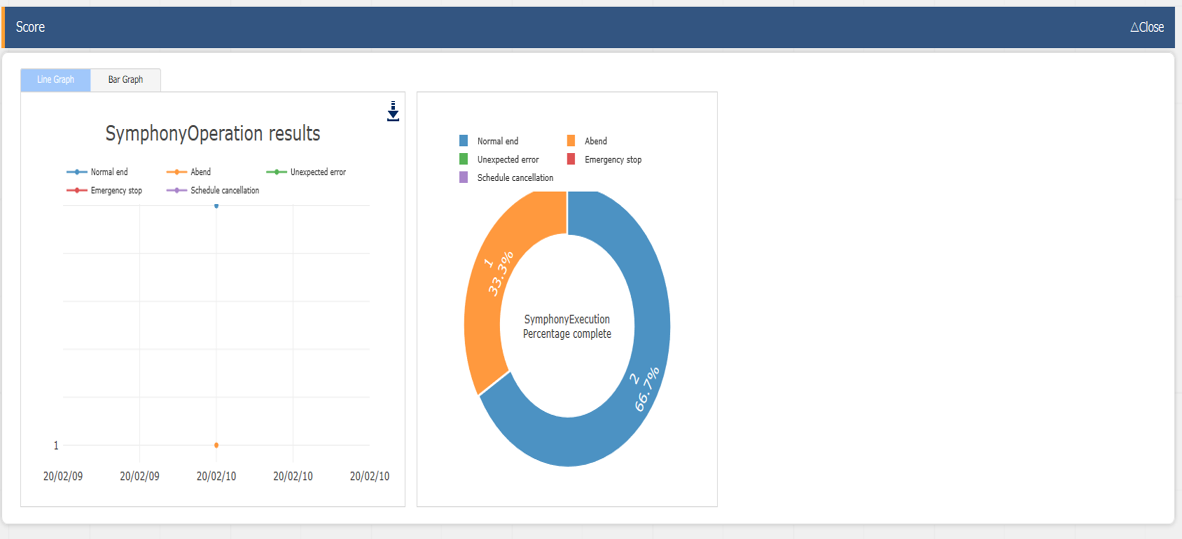 Score
△Close
Line Graph
Bar Graph
SymphonyOperation results
Normal end
Abend
Unexpected error
Emergency stop
Schedule cancellation
1
20/02/09
20/02/09
20/02/10
20/02/10
20/02/10
Normal end
Abend
Unexpected error
Emergency stop
Schedule cancellation
1
33.3%
SymphonyExecution
Percentage complete
2
66.7%